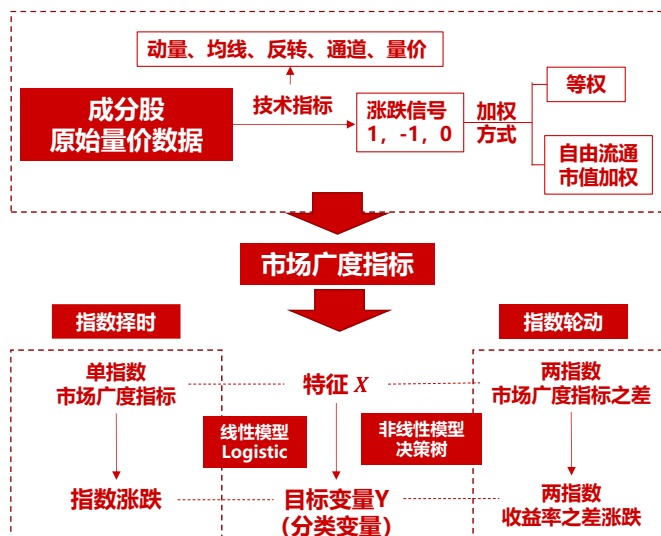 动量、均线、反转、通道、量价
成分股
原始量价数据
技术指标
涨跌信号
1，-1，0
加权
方式
等权
自由流通
市值加权
市场广度指标
指数择时
指数轮动
单指数
市场广度指标
特征 X
两指数
市场广度指标之差
线性模型
Logistic
非线性模型
决策树
指数涨跌
目标变量Y
（分类变量）
两指数
收益率之差涨跌